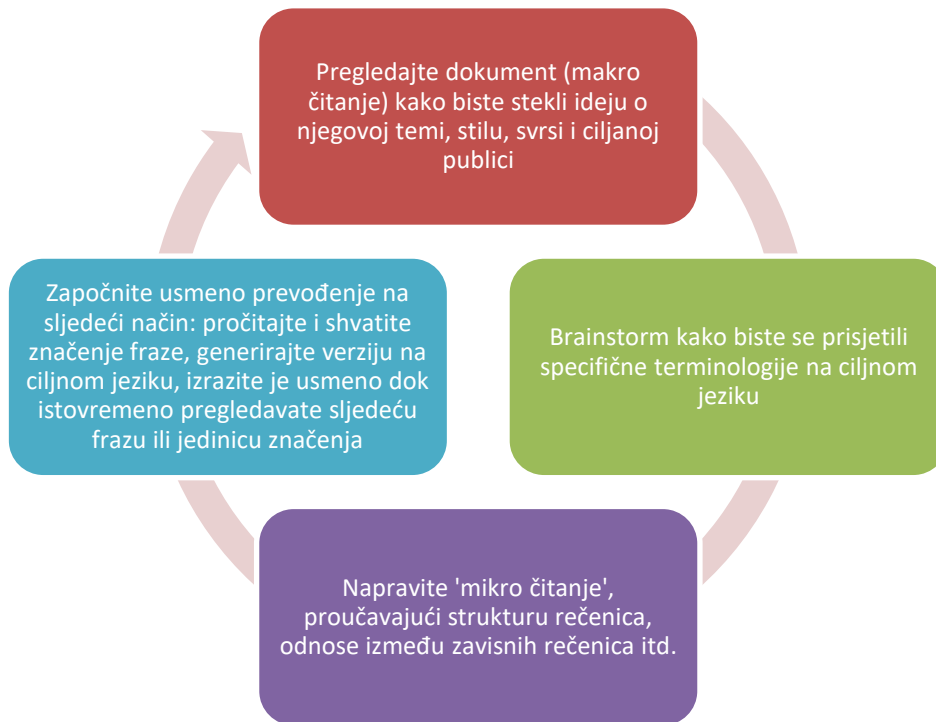 Pregledajte dokument (makro
čitanje) kako biste stekli ideju o
njegovoj temi, stilu, svrsi i ciljanoj
publici
Brainstorm kako biste se prisjetili
specifične terminologije na ciljnom
jeziku
Napravite 'mikro čitanje',
proučavajući strukturu rečenica,
odnose između zavisnih rečenica itd.
Započnite usmeno prevođenje na
sljedeći način: pročitajte i shvatite
značenje fraze, generirajte verziju na
ciljnom jeziku, izrazite je usmeno dok
istovremeno pregledavate sljedeću
frazu ili jedinicu značenja